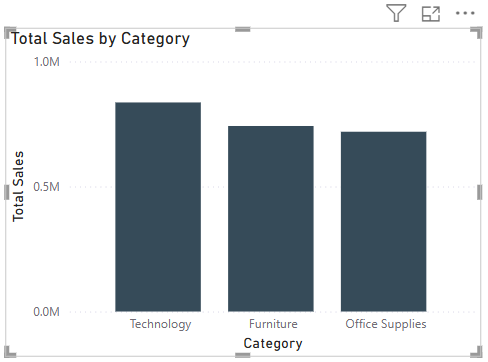 Total Sales by Category
1.0M
0.5M
0.0M
Total Sales
Technology Furniture Office Supplies
Category